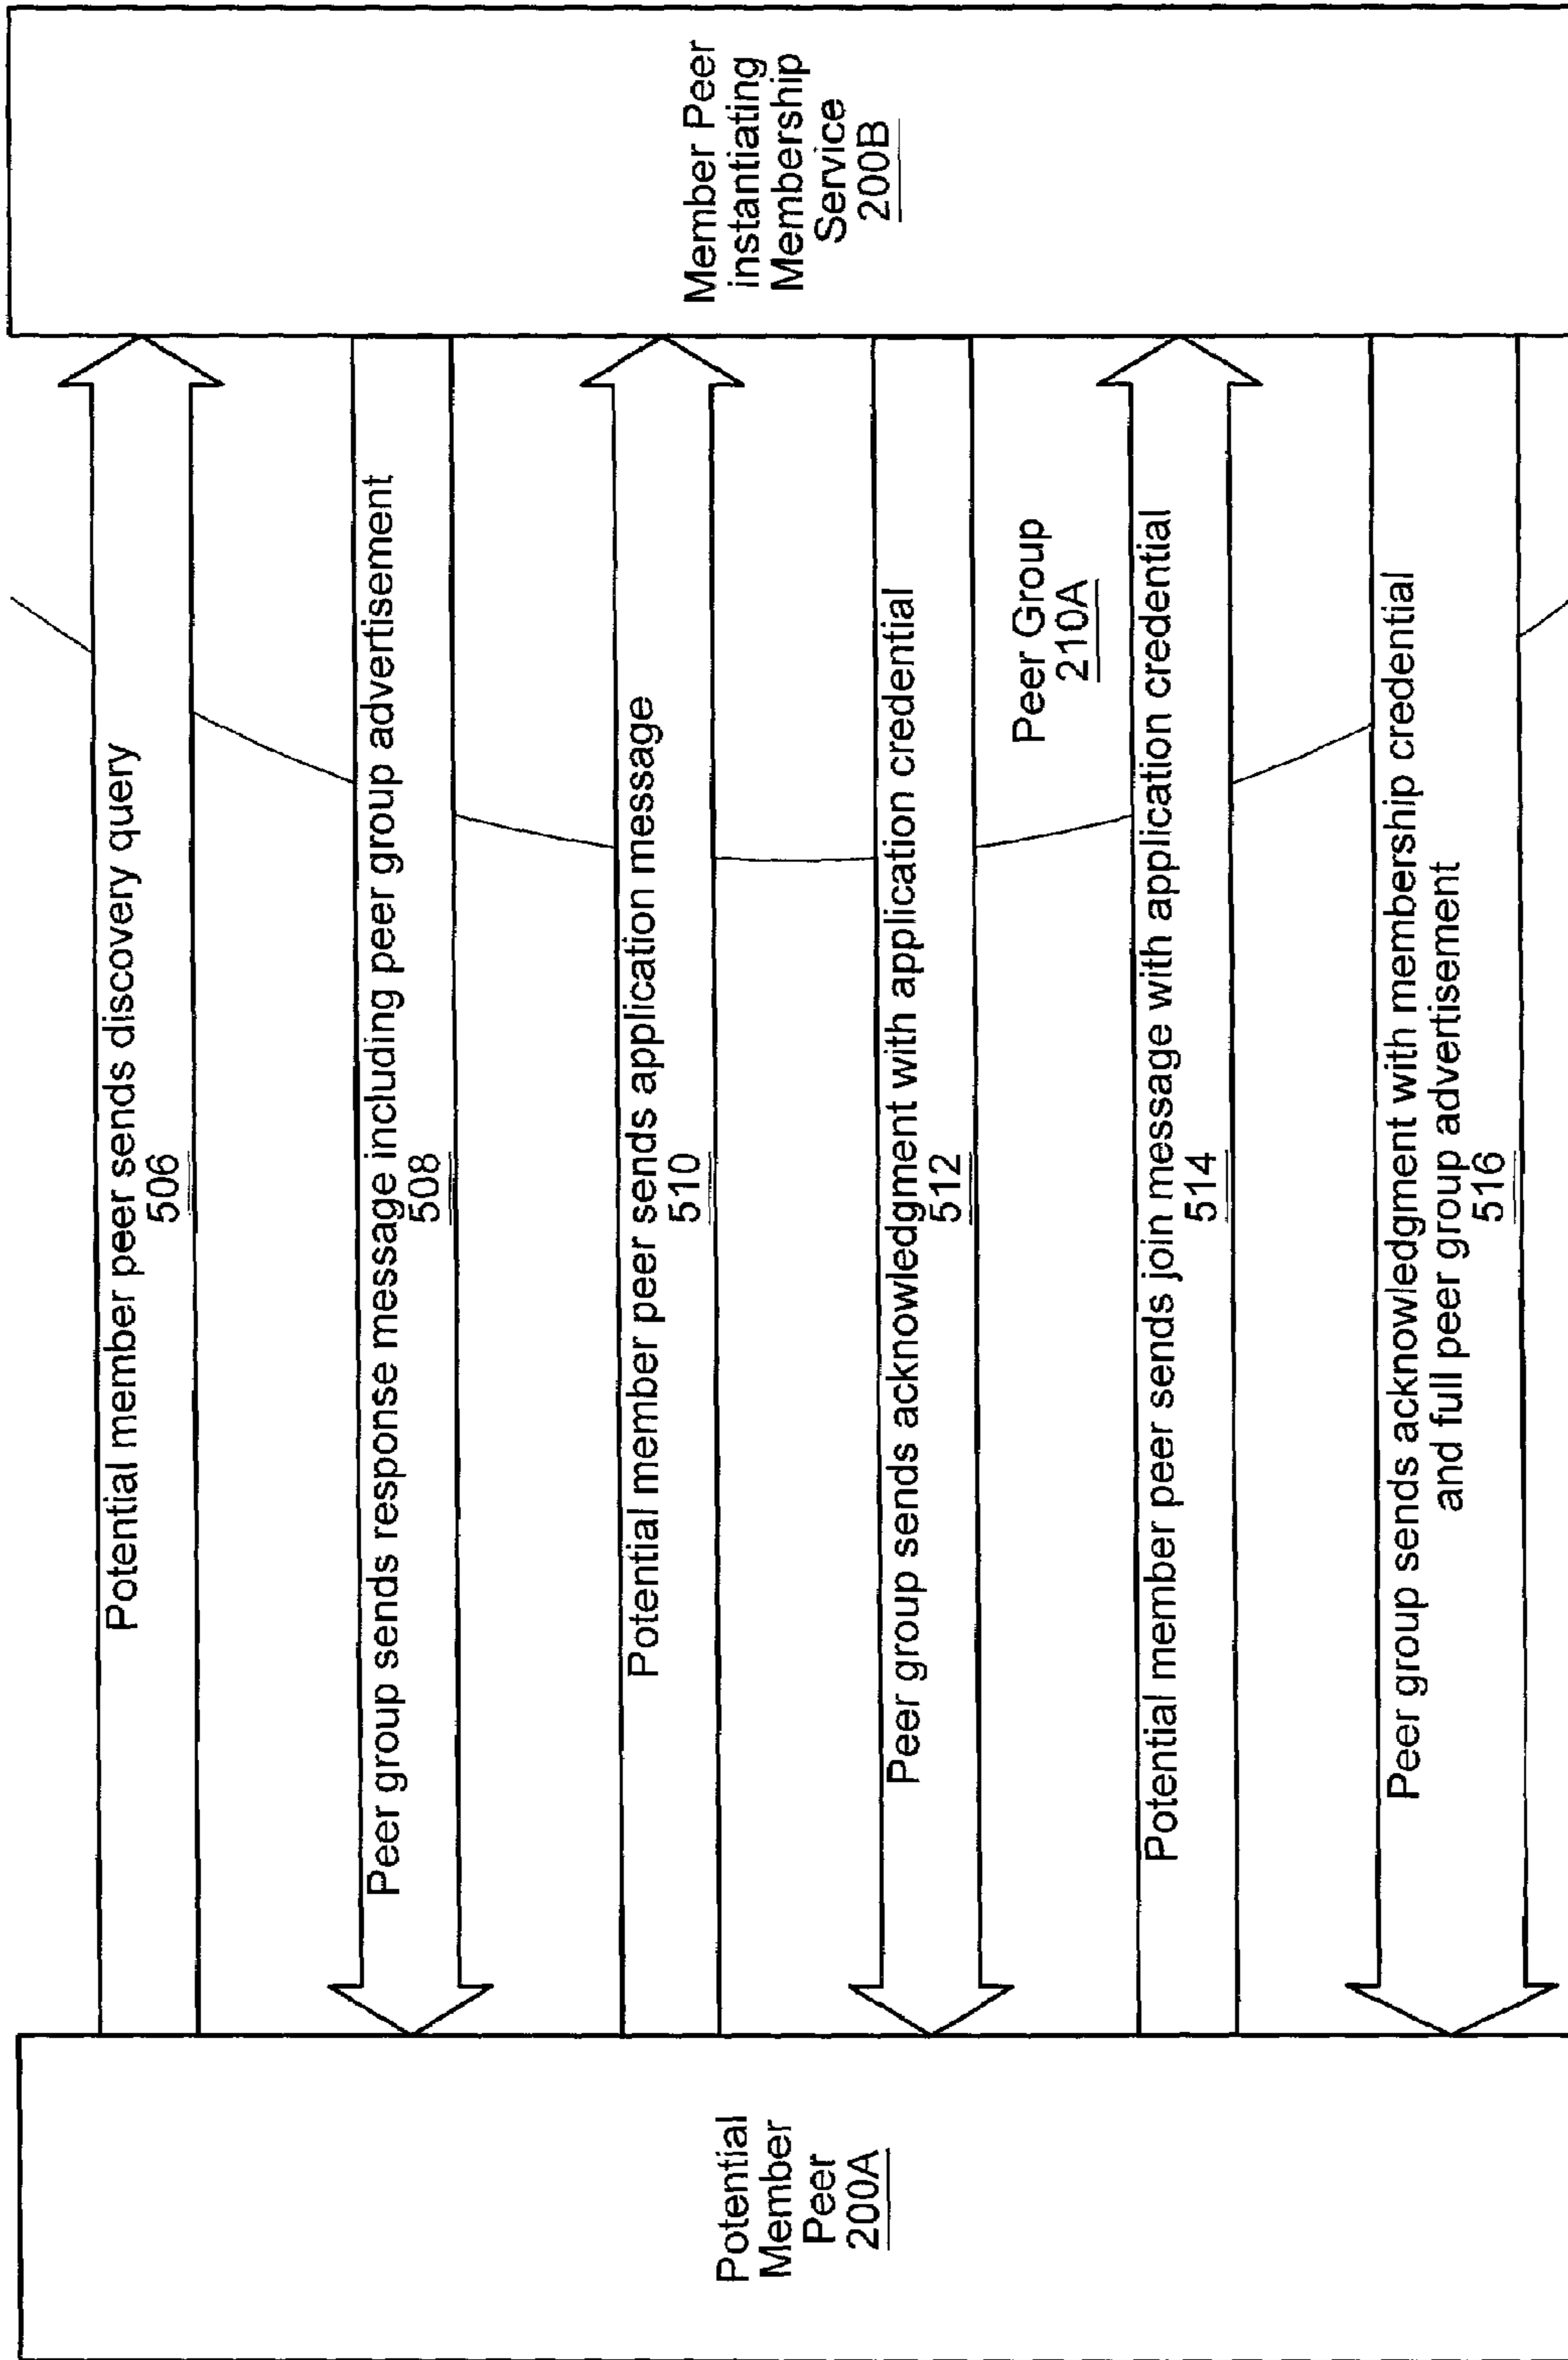 Potential
Member
Peer
200A
Potential member peer sends discovery query
506
Peer group sends response message including peer group advertisement
508
Potential member peer sends application message
510
Peer group sends acknowledgment with application credential
512
Peer Group
210A
Potential member peer sends join message with application credential
514
Peer group sends acknowledgment with membership credential
and full peer group advertisement
516
Member Peer
instantiating
Membership
Service
200B